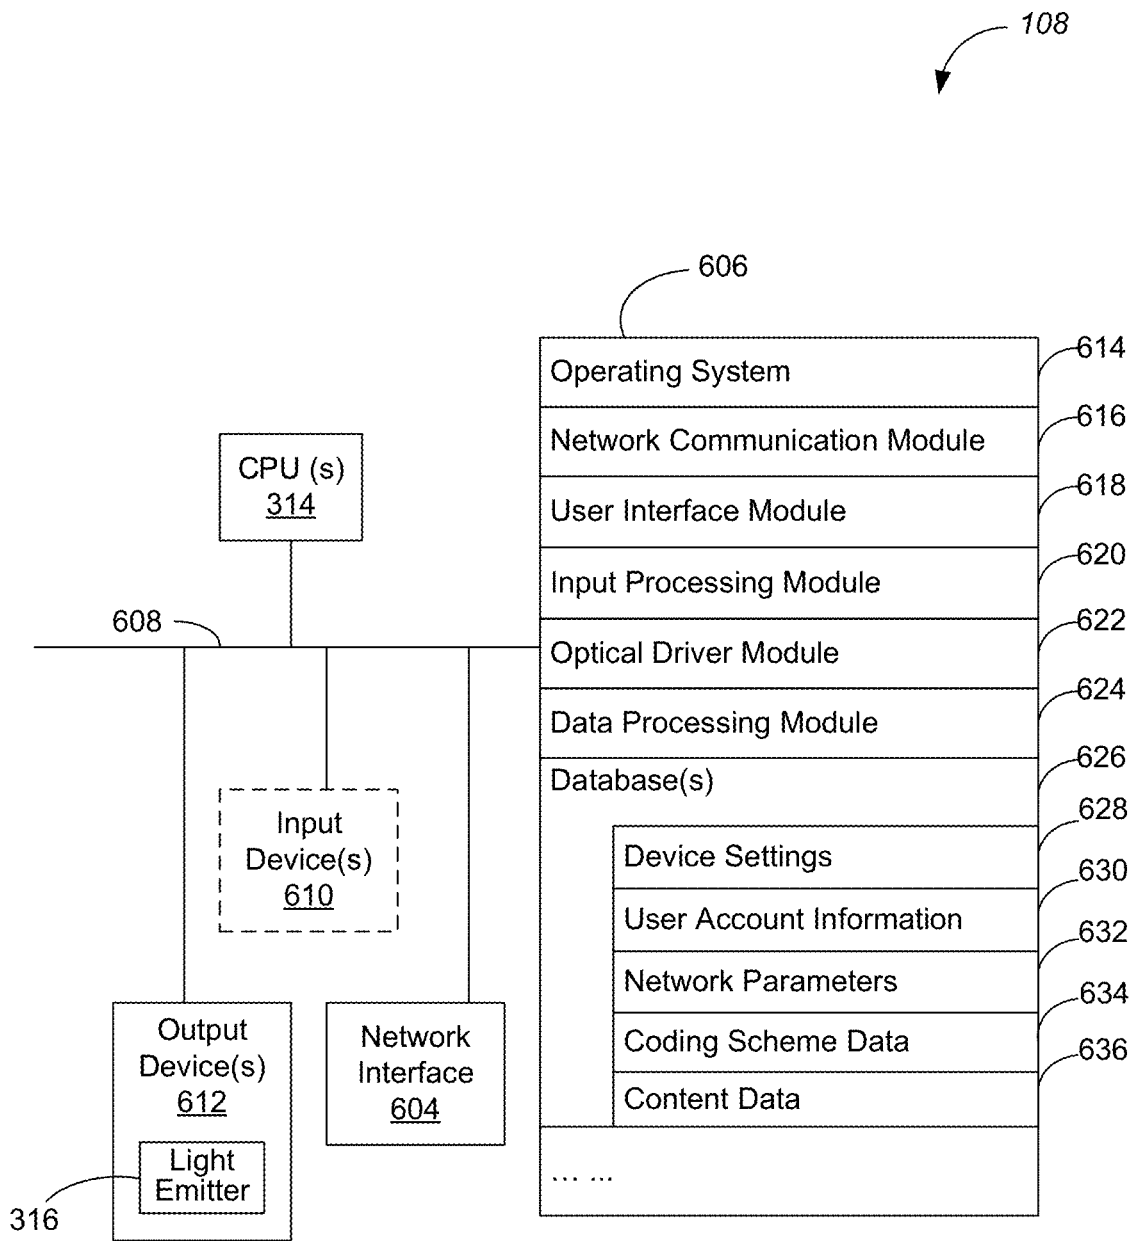 108
606
Operating System
614
Network Communication Module
616
User Interface Module
618
Input Processing Module
620
Optical Driver Module
622
Data Processing Module
624
Database(s)
626
Device Settings
628
User Account Information
630
Network Parameters
632
Coding Scheme Data
634
Content Data
636
... ...
CPU (s)
314
608
Input
Device(s)
610
Output
Device(s)
612
Light
Emitter
316
Network
Interface
604